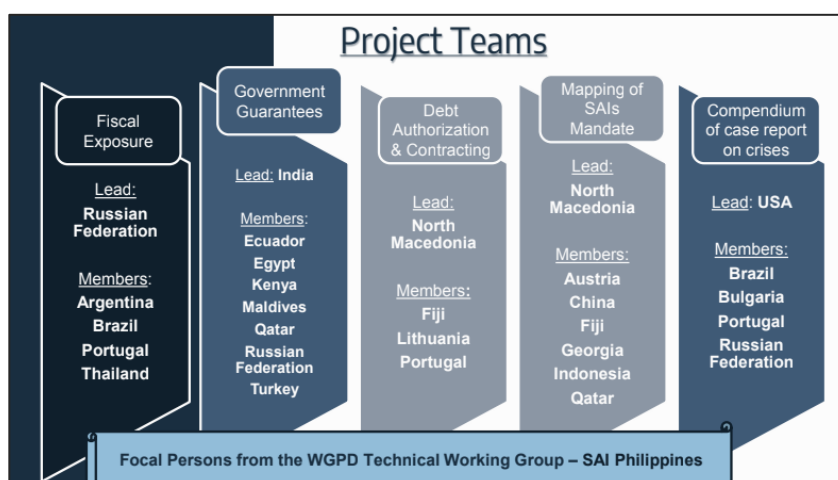 Project Teams
Fiscal
Exposure
Lead:
Russian
Federation
Members:
Argentina
Brazil
Portugal
Thailand
Government
Guarantees
Lead: India
Members:
Ecuador
Egypt
Kenya
Maldives
Qatar
Russian
Federation
Turkey
Debt
Authorization
& Contracting
Lead:
North
Macedonia
Members:
Fiji
Lithuania
Portugal
Mapping of
SAIs
Mandate
Lead:
North
Macedonia
Members:
Austria
China
Fiji
Georgia
Indonesia
Qatar
Compendium
of case report
on crises
Lead: USA
Members:
Brazil
Bulgaria
Portugal
Russian
Federation
Focal Persons from the WGPD Technical Working Group – SAI Philippines